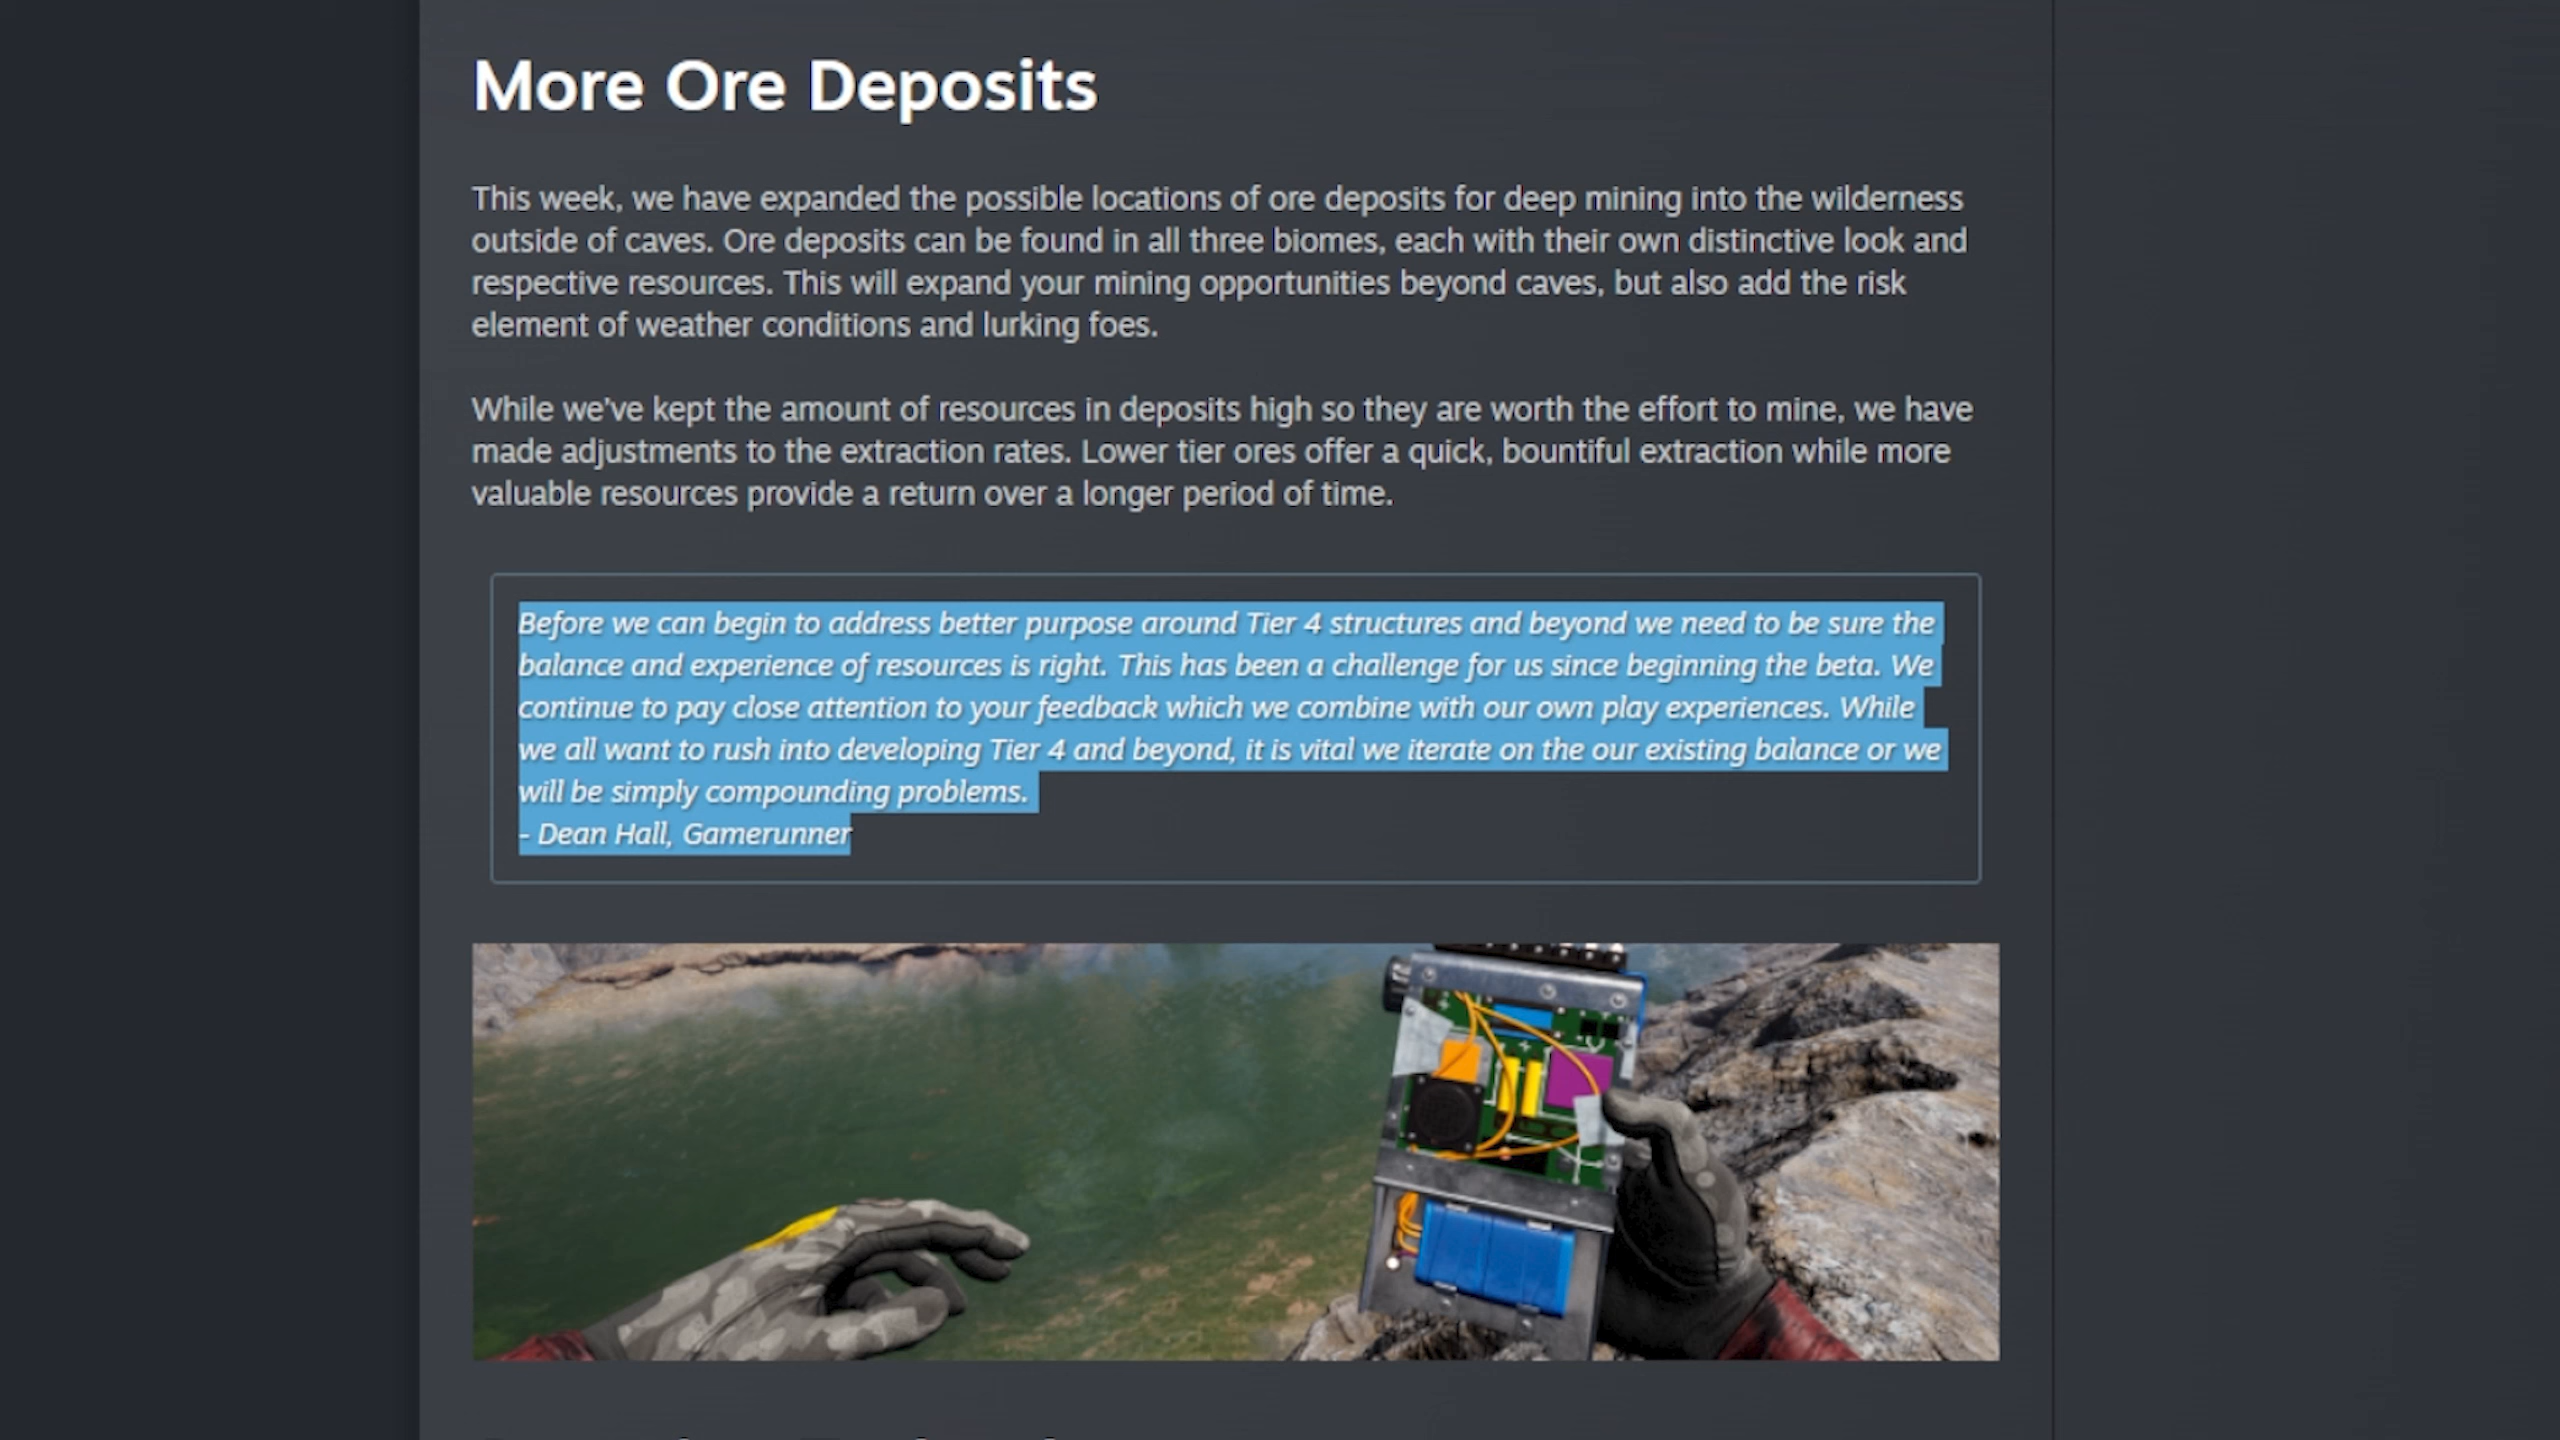 More Ore Deposits
This week, we have expanded the possible locations of ore deposits for deep mining into the wilderness
outside of caves. Ore deposits can be found in all three biomes, each with their own distinctive look and
respective resources. This will expand your mining opportunities beyond caves, but also add the risk
element of weather conditions and lurking foes.
While we've kept the amount of resources in deposits high so they are worth the effort to mine, we have
made adjustments to the extraction rates. Lower tier ores offer a quick, bountiful extraction while more
valuable resources provide a return over a longer period of time.
Before we can begin to address better purpose around Tier 4 structures and beyond we need to be sure the
balance and experience of resources is right. This has been a challenge for us since beginning the beta. We
continue to pay close attention to your feedback which we combine with our own play experiences. While
we all want to rush into developing Tier 4 and beyond, it is vital we iterate on the our existing balance or we
will be simply compounding problems.
- Dean Hall, Gamerunner